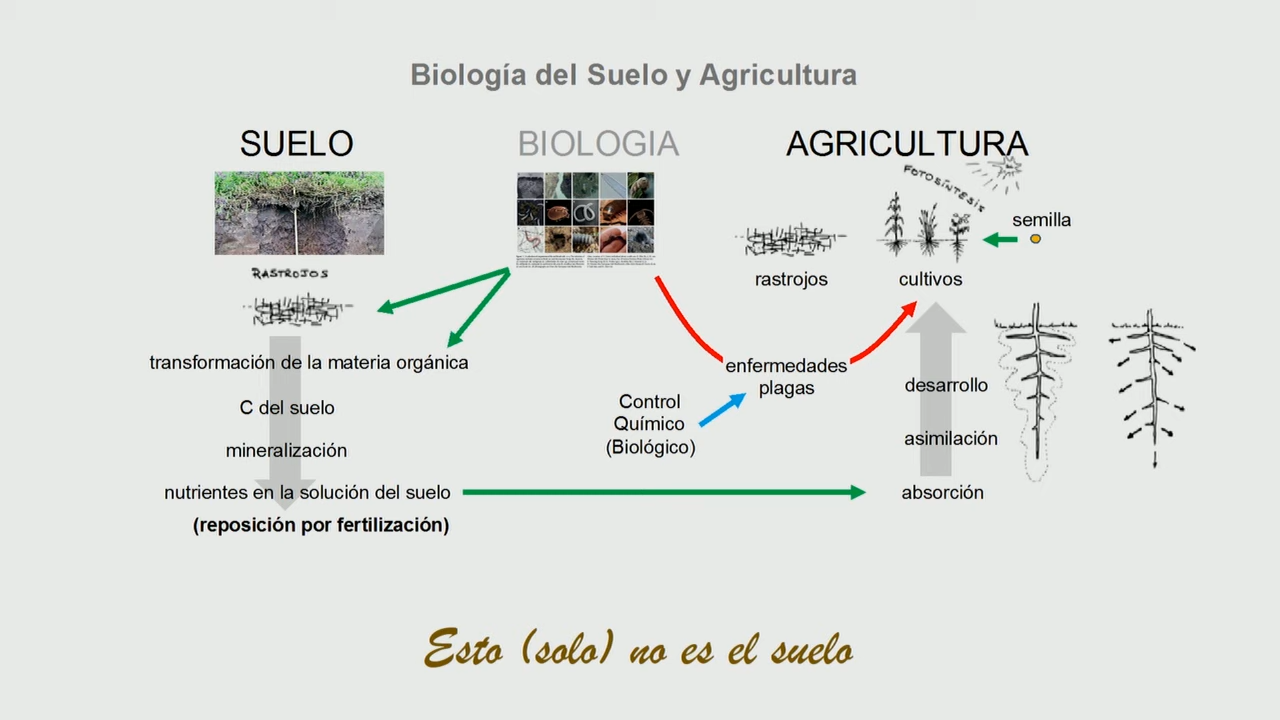 Biología del Suelo y Agricultura
SUELO
BIOLOGIA
AGRICULTURA
FOTOSÍNTESIS
semilla
RASTROJOS
rastrojos
cultivos
transformación de la materia orgánica
C del suelo
mineralización
nutrientes en la solución del suelo
(reposición por fertilización)
enfermedades
plagas
Control
Químico
(Biológico)
desarrollo
asimilación
absorción
Esto (solo) no es el suelo